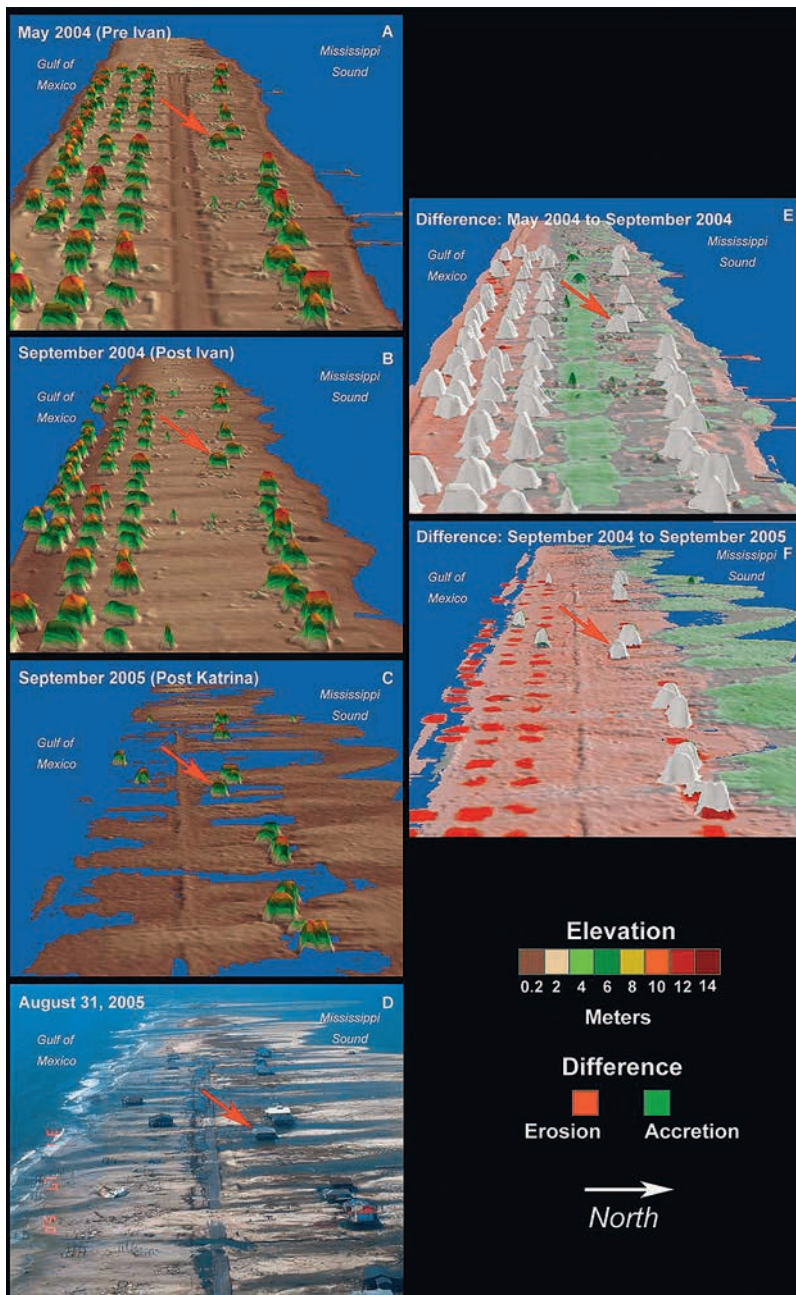 May 2004 (Pre Ivan)
A
Gulf of
Mexico
Mississippi
Sound
September 2004 (Post Ivan)
B
Gulf of
Mexico
Mississippi
Sound
September 2005 (Post Katrina)
C
Gulf of
Mexico
Mississippi
Sound
August 31, 2005
D
Gulf of
Mexico
Mississippi
Sound
Difference: May 2004 to September 2004
E
Gulf of
Mexico
Mississippi
Sound
Difference: September 2004 to September 2005
F
Gulf of
Mexico
Mississippi
Sound
Elevation
0.2 2 4 6 8 10 12 14
Meters
Difference
Erosion Accretion
North